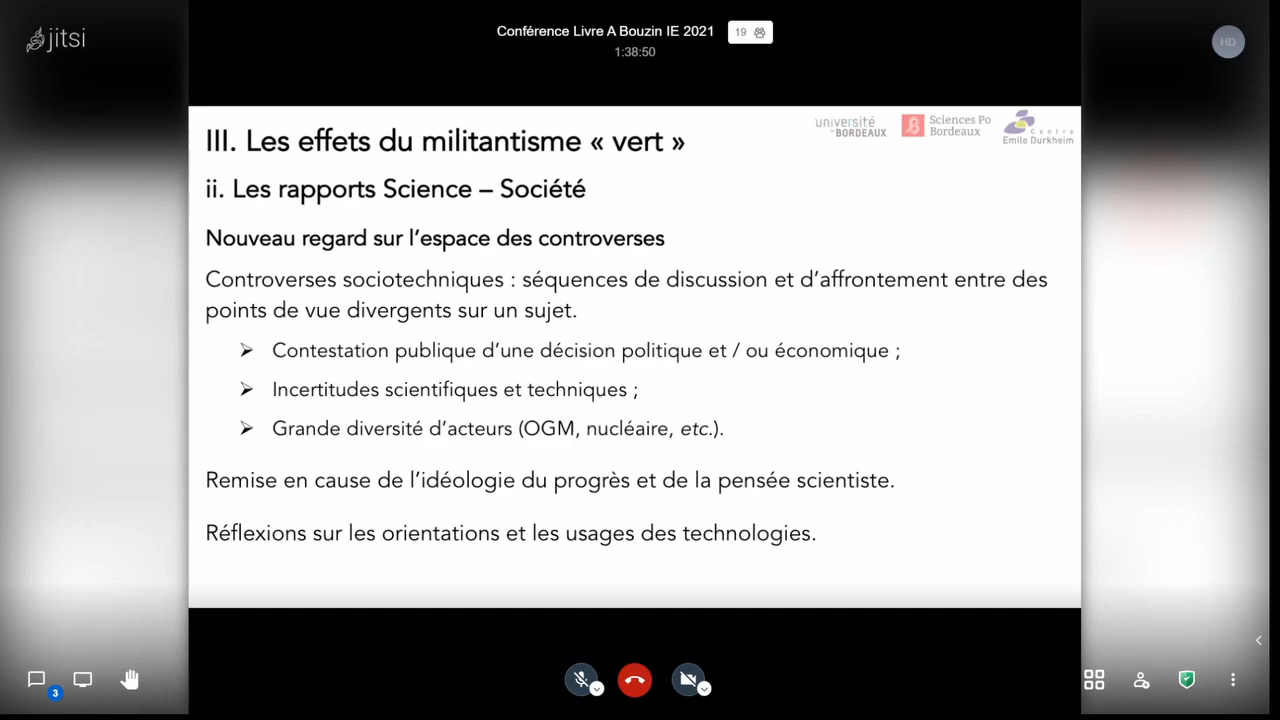 jitsi
Conférence Livre A Bouzin IE 2021
19
1:38:50
HD
université
de BORDEAUX
Sciences Po
Bordeaux
Centre
Emile Durkheim
III. Les effets du militantisme « vert »
ii. Les rapports Science – Société
Nouveau regard sur l’espace des controverses
Controverses sociotechniques : séquences de discussion et d’affrontement entre des
points de vue divergents sur un sujet.
➢ Contestation publique d’une décision politique et / ou économique ;
➢ Incertitudes scientifiques et techniques ;
➢ Grande diversité d’acteurs (OGM, nucléaire, etc.).
Remise en cause de l’idéologie du progrès et de la pensée scientiste.
Réflexions sur les orientations et les usages des technologies.
3